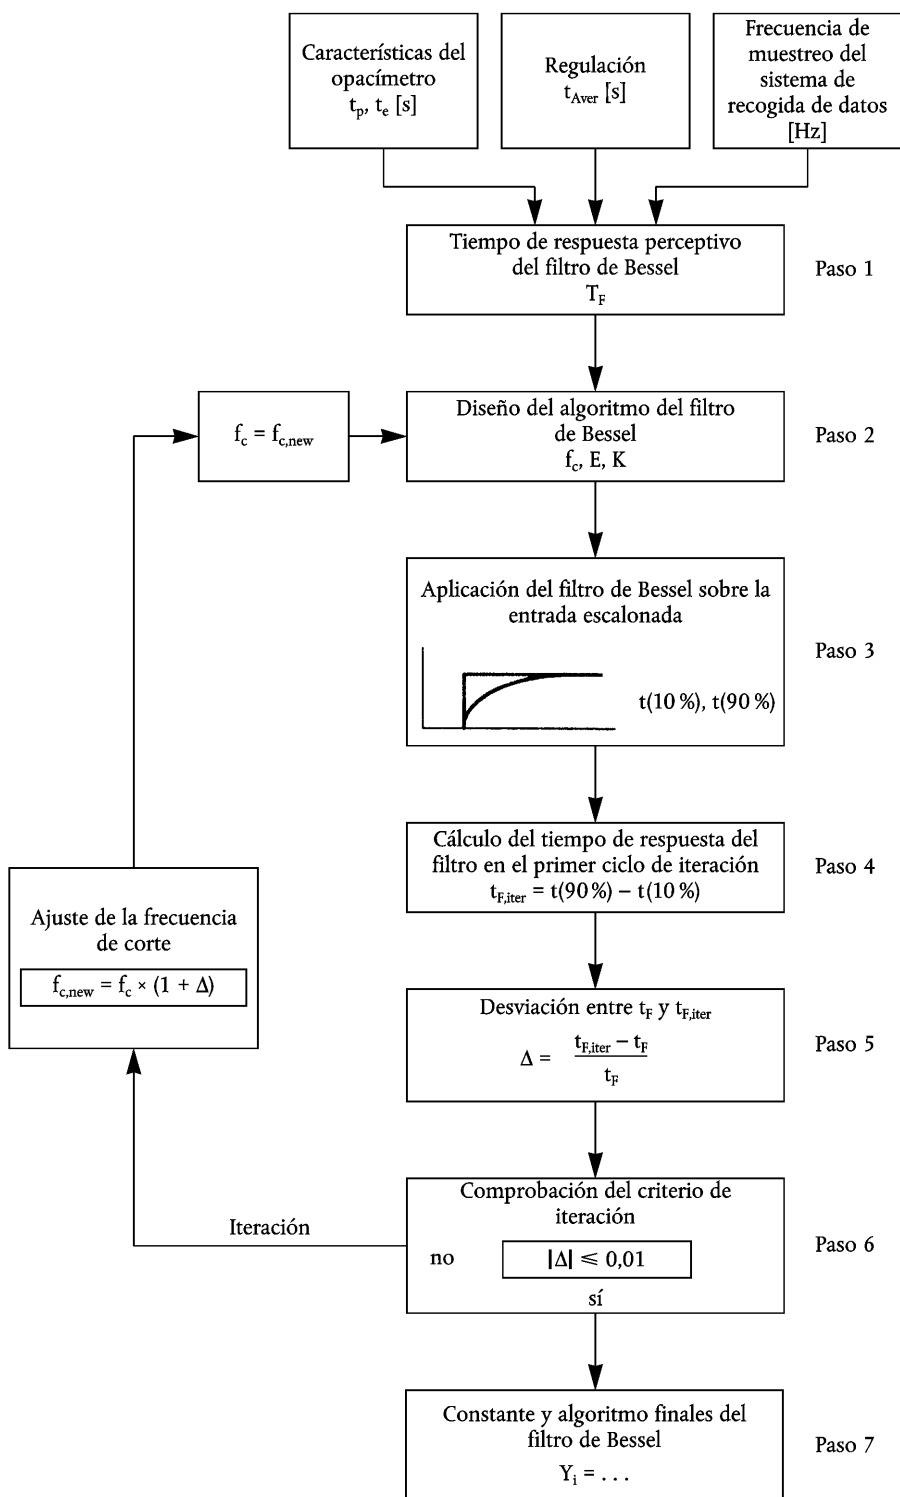 Características del
opacímetro
tp, te [s]
Regulación
tAver [s]
Frecuencia de
muestreo del
sistema de
recogida de datos
[Hz]
Tiempo de respuesta perceptivo
del filtro de Bessel
TF
Paso 1
fc = fc,new
Diseño del algoritmo del filtro
de Bessel
fc, E, K
Paso 2
Aplicación del filtro de Bessel sobre la
entrada escalonada
t(10 %), t(90 %)
Paso 3
Cálculo del tiempo de respuesta del
filtro en el primer ciclo de iteración
tF,iter = t(90 %) – t(10 %)
Paso 4
Ajuste de la frecuencia
de corte
fc,new = fc × (1 + Δ)
Desviación entre tF y tF,iter
Δ = tF,iter – tF
tF
Paso 5
Comprobación del criterio de
iteración
Iteración
no
|Δ| ⩽ 0,01
sí
Paso 6
Constante y algoritmo finales del
filtro de Bessel
Yi = . . .
Paso 7